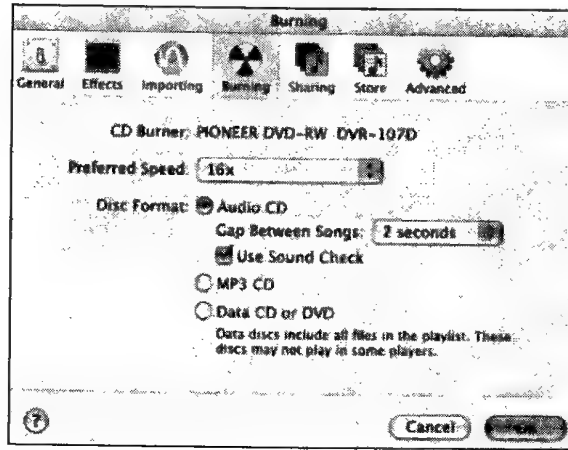 Burning
General Effects Importing Burning Sharing Store Advanced
CD Burner: PIONEER DVD-RW DVR-107D
Preferred Speed: 16x
Disc Format: Audio CD
Gap Between Songs: 2 seconds
Use Sound Check
MP3 CD
Data CD or DVD
Data discs include all files in the playlist. These
discs may not play in some players.
? Cancel